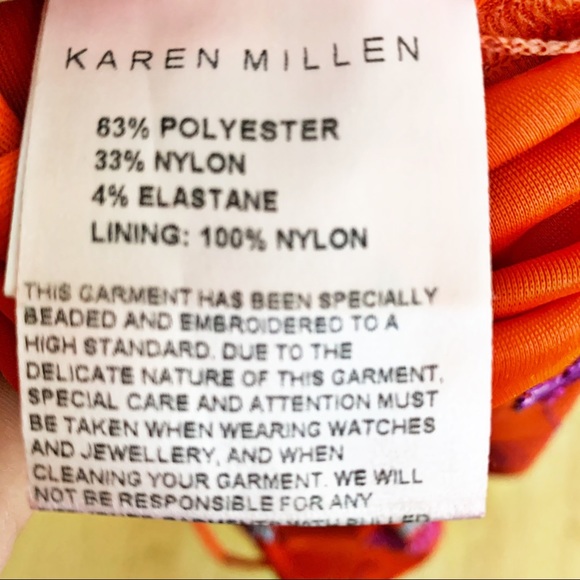 KAREN MILLEN
63% POLYESTER
33% NYLON
4% ELASTANE
LINING: 100% NYLON
THIS GARMENT HAS BEEN SPECIALLY
BEADED AND EMBROIDERED TO A
HIGH STANDARD. DUE TO THE
DELICATE NATURE OF THIS GARMENT,
SPECIAL CARE AND ATTENTION MUST
BE TAKEN WHEN WEARING WATCHES
AND JEWELLERY, AND WHEN
CLEANING YOUR GARMENT. WE WILL
NOT BE RESPONSIBLE FOR ANY